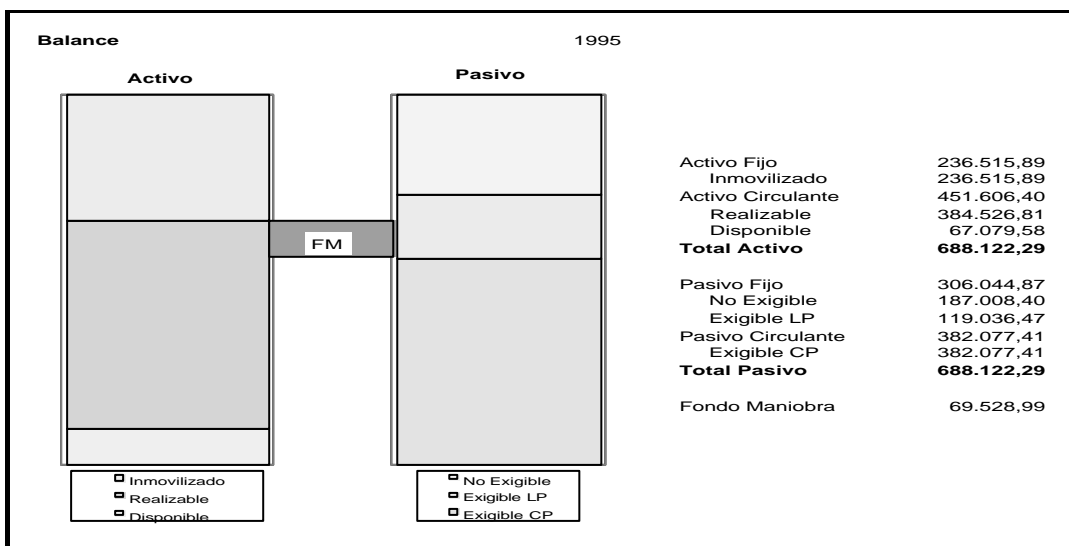 Balance 1995
Activo Pasivo
FM
Activo Fijo 236.515,89
Inmovilizado 236.515,89
Activo Circulante 451.606,40
Realizable 384.526,81
Disponible 67.079,58
Total Activo 688.122,29
Pasivo Fijo 306.044,87
No Exigible 187.008,40
Exigible LP 119.036,47
Pasivo Circulante 382.077,41
Exigible CP 382.077,41
Total Pasivo 688.122,29
Fondo Maniobra 69.528,99
Inmovilizado
Realizable
Disponible
No Exigible
Exigible LP
Exigible CP